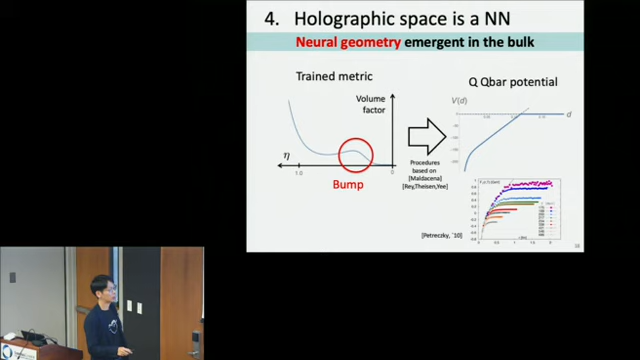 4. Holographic space is a NN
Neural geometry emergent in the bulk
Trained metric
Volume
factor
η
1.0
0
Bump
Procedures
based on
[Maldacena]
[Rey,Theisen,Yee]
Q Qbar potential
V(d)
d
[Petreczky, `10]